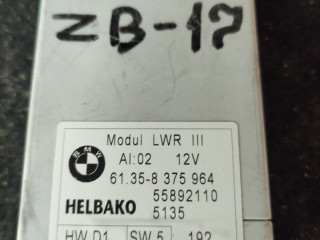 ZB-17
Modul LWR III
BMW
AI:02 12V
61.35-8 375 964
55892110
HELBAKO 5135
HW D1 SW 5 192